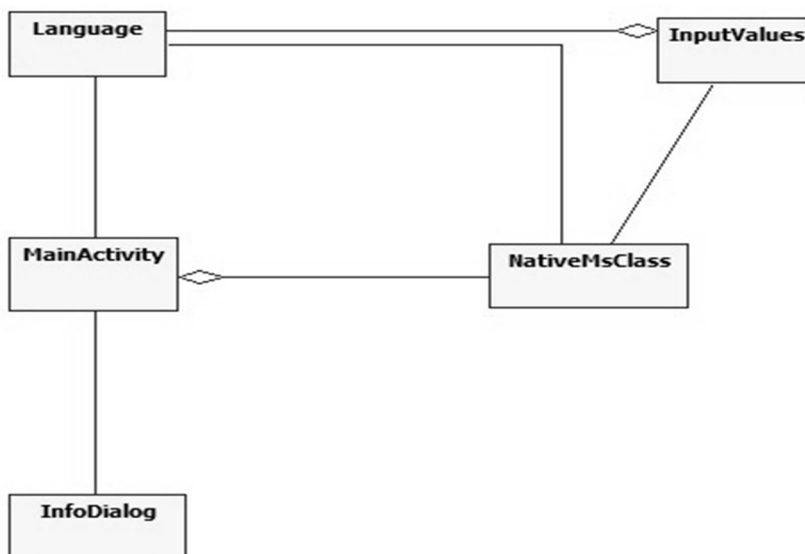 Language
InputValues
MainActivity
NativeMsClass
InfoDialog